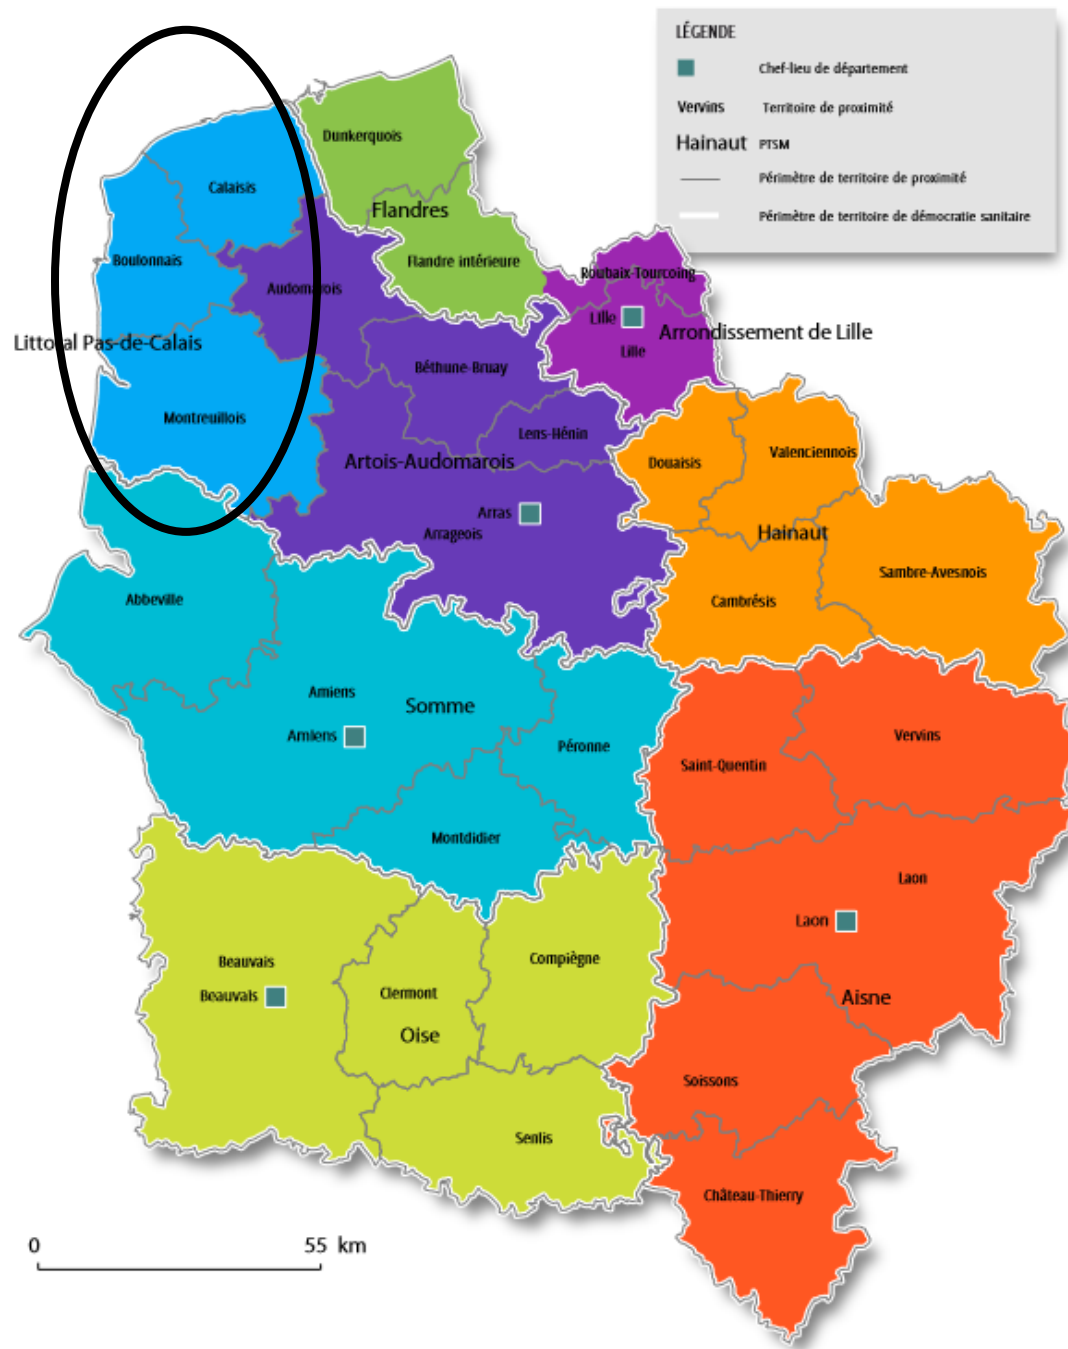 LÉGENDE
Chef-lieu de département
Vervins Territoire de proximité
Hainaut PTSM
Périmètre de territoire de proximité
Périmètre de territoire de démocratie sanitaire
Dunkerquois
Calaisis
Flandres
Boulonnais
Flandre intérieure
Roubaix-Tourcoing
Audomarois
Lille
Arrondissement de Lille
Littoral Pas-de-Calais
Lille
Béthune-Bruay
Montreuillois
Lens-Hénin
Valenciennois
Artois-Audomarois
Douaisis
Arras
Arrageois
Hainaut
Sambre-Avesnois
Abbeville
Cambrésis
Amiens
Somme
Amiens
Péronne
Vervins
Saint-Quentin
Montdidier
Laon
Laon
Beauvais
Compiègne
Beauvais
Clermont
Aisne
Oise
Soissons
Senlis
Château-Thierry
0 55 km